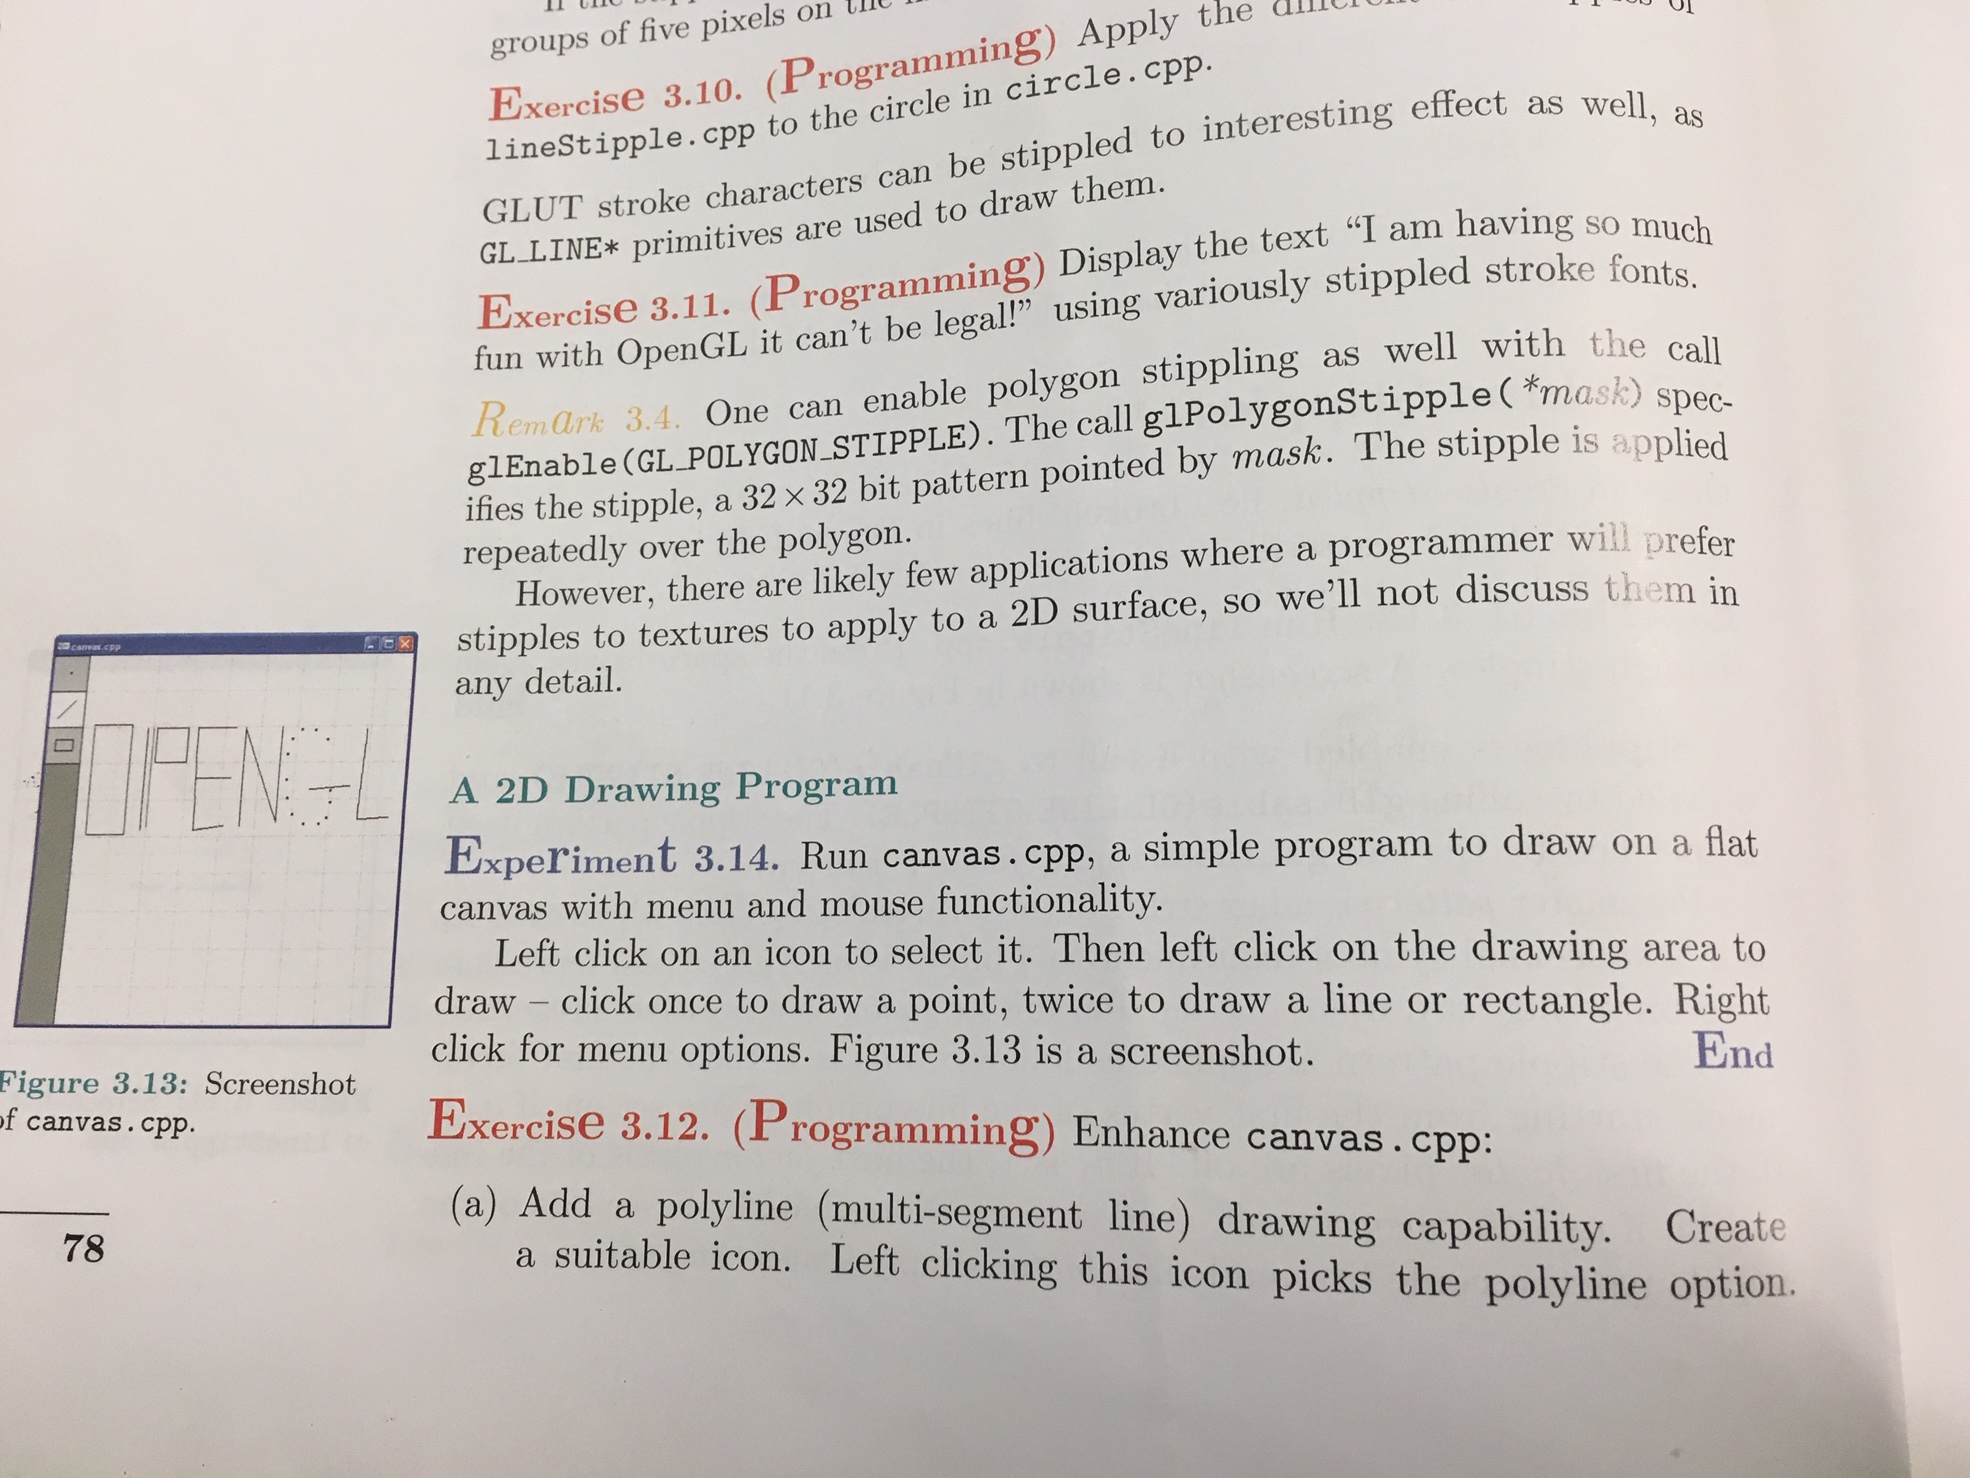 groups of five pixels on the
Exercise 3.10. (Programming) Apply the
lineStipple.cpp to the circle in circle.cpp.
GLUT stroke characters can be stippled to interesting effect as well, as
GL_LINE* primitives are used to draw them.
Exercise 3.11. (Programming) Display the text “I am having so much
fun with OpenGL it can’t be legal!” using variously stippled stroke fonts.
Remark 3.4. One can enable polygon stippling as well with the call
glEnable(GL_POLYGON_STIPPLE). The call glPolygonStipple(*mask) spec-
ifies the stipple, a 32 × 32 bit pattern pointed by mask. The stipple is applied
repeatedly over the polygon.
However, there are likely few applications where a programmer will prefer
stipples to textures to apply to a 2D surface, so we’ll not discuss them in
any detail.
canvas.cpp
OPENGL
Figure 3.13: Screenshot
of canvas.cpp.
A 2D Drawing Program
Experiment 3.14. Run canvas.cpp, a simple program to draw on a flat
canvas with menu and mouse functionality.
Left click on an icon to select it. Then left click on the drawing area to
draw – click once to draw a point, twice to draw a line or rectangle. Right
click for menu options. Figure 3.13 is a screenshot. End
Exercise 3.12. (Programming) Enhance canvas.cpp:
(a) Add a polyline (multi-segment line) drawing capability. Create
a suitable icon. Left clicking this icon picks the polyline option.
78